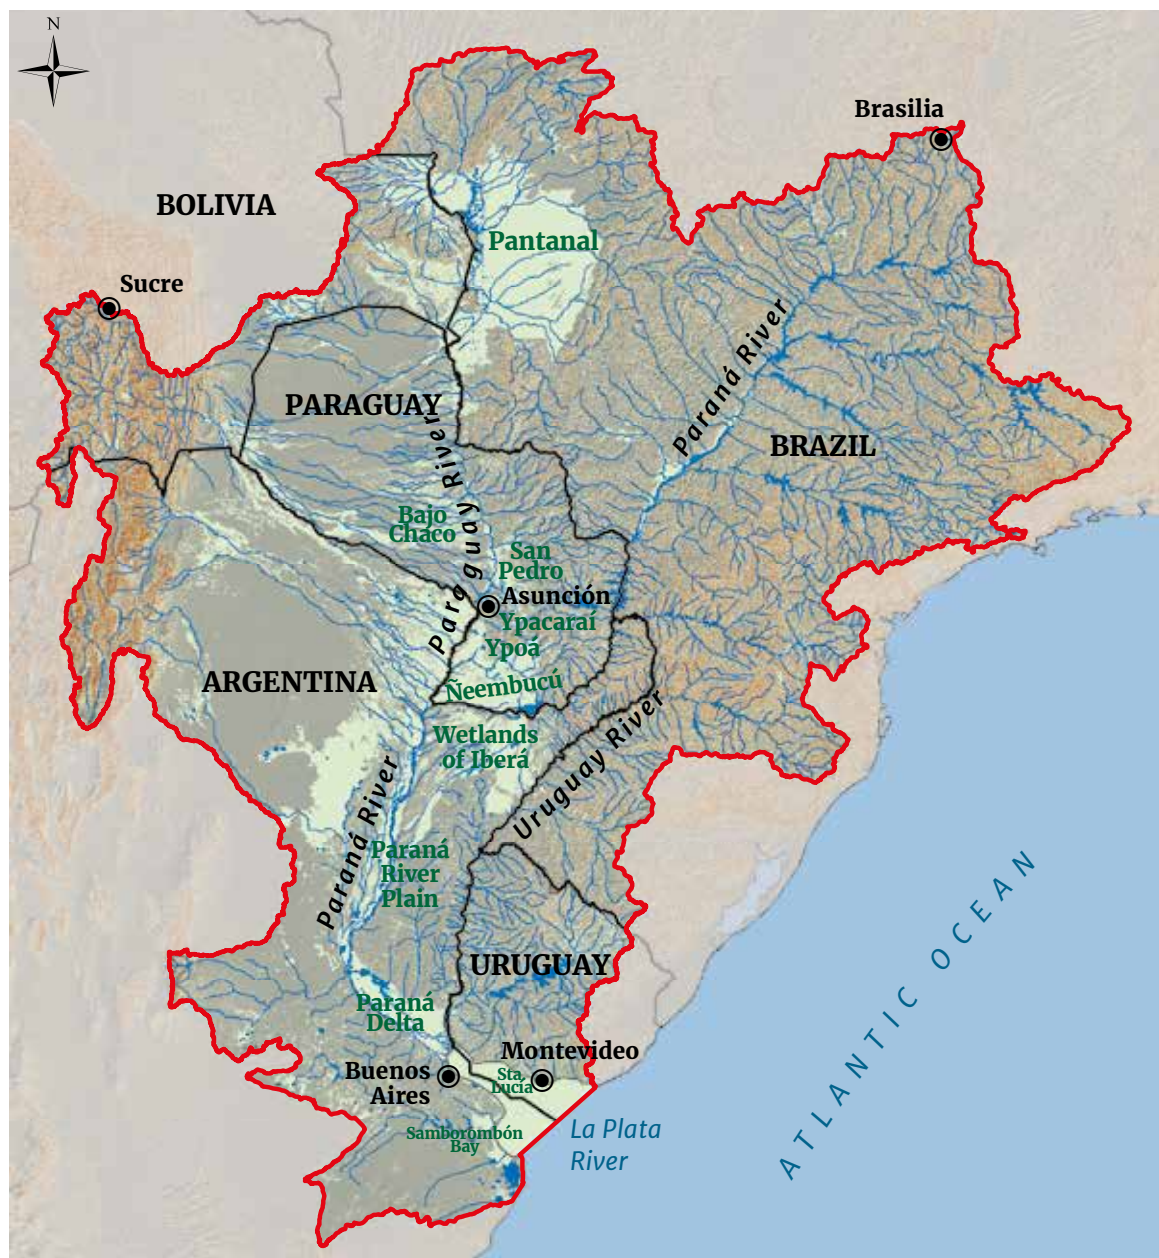 N
Brasilia
BOLIVIA
Pantanal
Sucre
Paraná River
PARAGUAY
BRAZIL
Paraguay River
Bajo
Chaco
San
Pedro
Asunción
Ypacaraí
Ypoá
ARGENTINA
Ñeembucú
Wetlands
of Iberá
Uruguay River
Paraná River
Paraná
River
Plain
ATLANTIC OCEAN
URUGUAY
Paraná
Delta
Montevideo
Buenos
Aires
Sta.
Lucía
Samborombón
Bay
La Plata
River